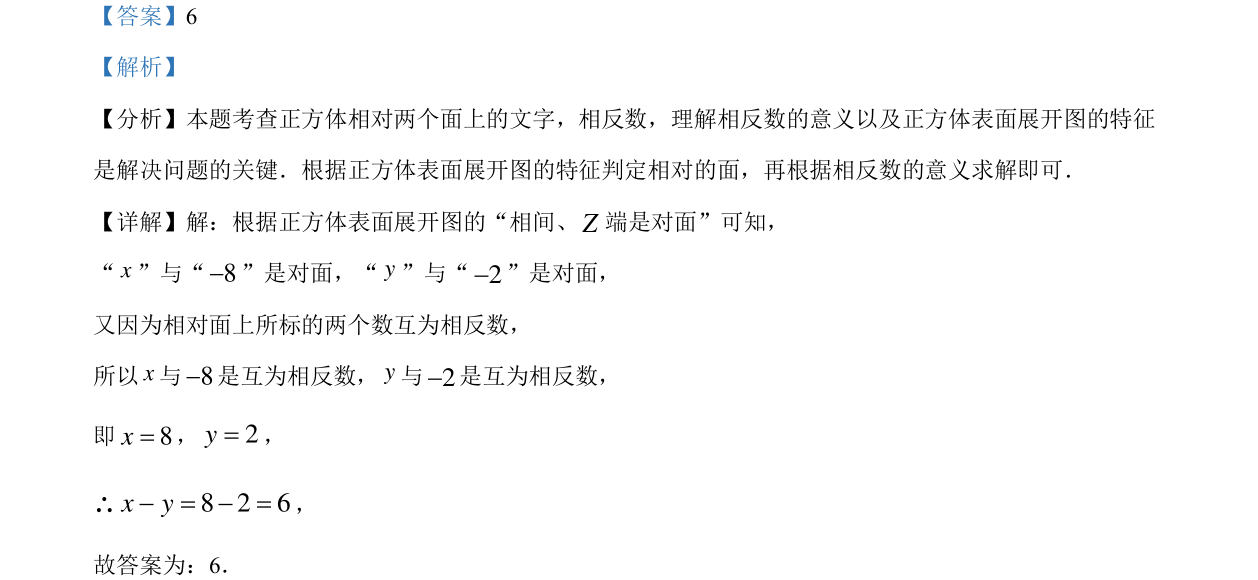 【答案】6
【解析】
【分析】本题考查正方体相对两个面上的文字，相反数，理解相反数的意义以及正方体表面展开图的特征
是解决问题的关键．根据正方体表面展开图的特征判定相对的面，再根据相反数的意义求解即可．
【详解】解：根据正方体表面展开图的“相间、Z 端是对面”可知，
“x”与“−8”是对面，“y”与“−2”是对面，
又因为相对面上所标的两个数互为相反数，
所以 x 与 −8 是互为相反数，y 与 −2 是互为相反数，
即 x = 8，y = 2，
∴ x − y = 8 − 2 = 6，
故答案为：6．